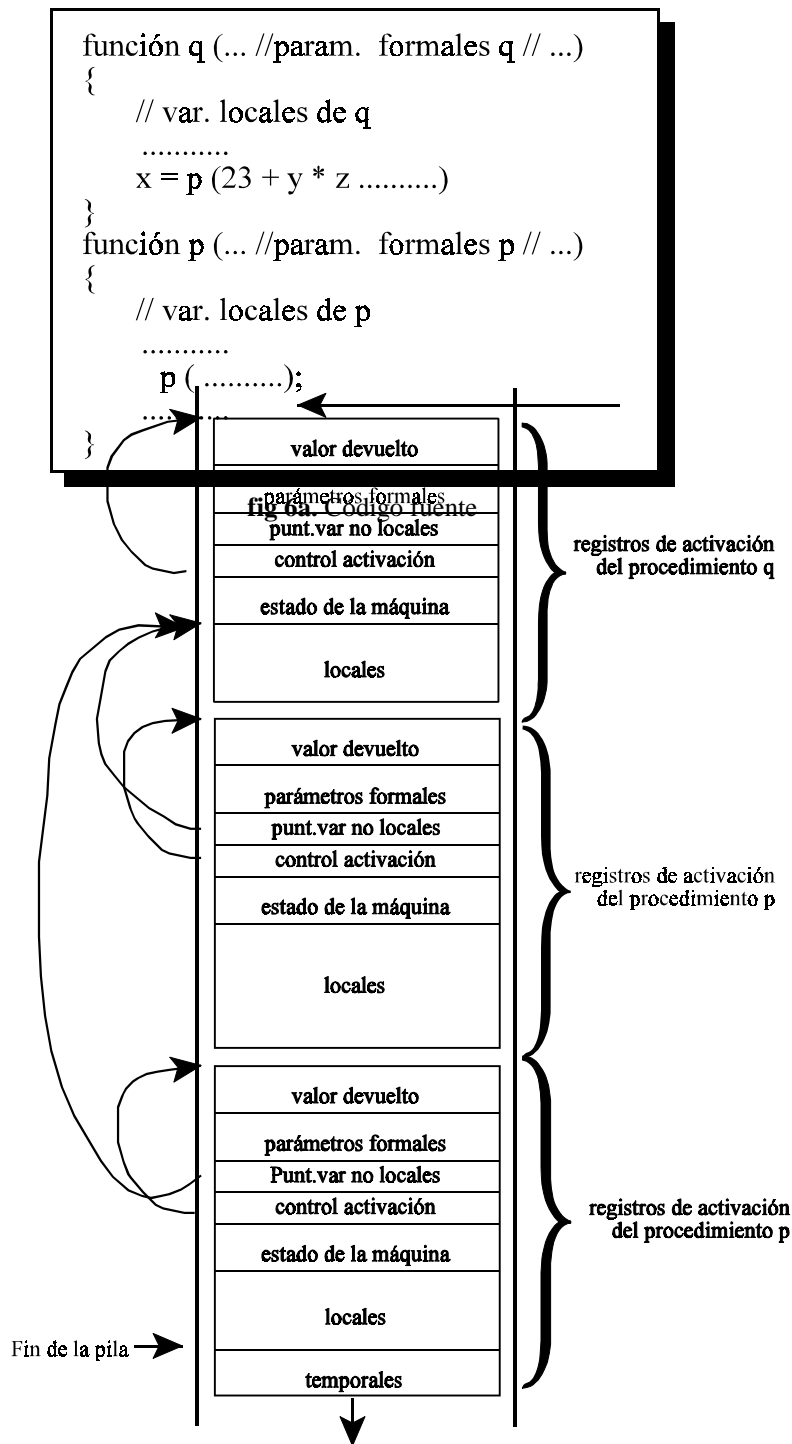 función q (... //param. formales q // ...)
{
// var. locales de q
...........
x = p (23 + y * z ..........)
}
función p (... //param. formales p // ...)
{
// var. locales de p
...........
p ( ..........);
...........
}
valor devuelto
parámetros formales
fig 6a. Código fuente
punt.var no locales
control activación
estado de la máquina
locales
registros de activación
del procedimiento q
valor devuelto
parámetros formales
punt.var no locales
control activación
estado de la máquina
locales
registros de activación
del procedimiento p
valor devuelto
parámetros formales
Punt.var no locales
control activación
estado de la máquina
locales
temporales
registros de activación
del procedimiento p
Fin de la pila